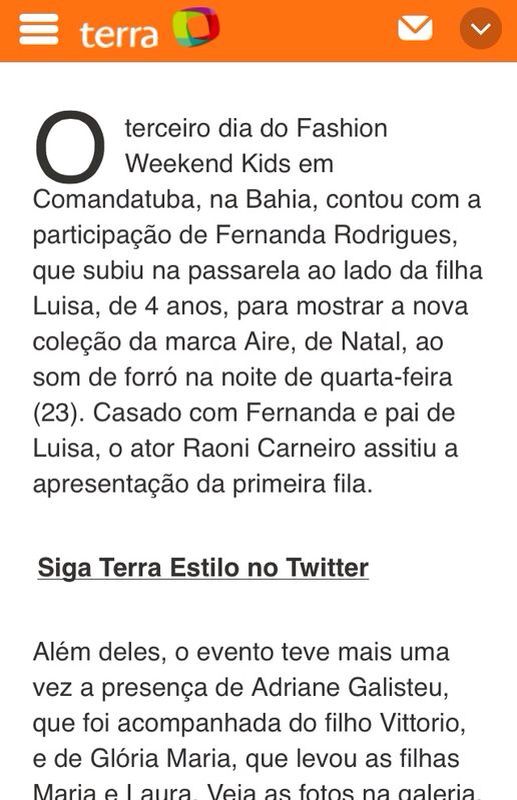 terra
O terceiro dia do Fashion
Weekend Kids em
Comandatuba, na Bahia, contou com a
participação de Fernanda Rodrigues,
que subiu na passarela ao lado da filha
Luisa, de 4 anos, para mostrar a nova
coleção da marca Aire, de Natal, ao
som de forró na noite de quarta-feira
(23). Casado com Fernanda e pai de
Luisa, o ator Raoni Carneiro assitiu a
apresentação da primeira fila.
Siga Terra Estilo no Twitter
Além deles, o evento teve mais uma
vez a presença de Adriane Galisteu,
que foi acompanhada do filho Vittorio,
e de Glória Maria, que levou as filhas
Maria e Laura. Veja as fotos na galeria.